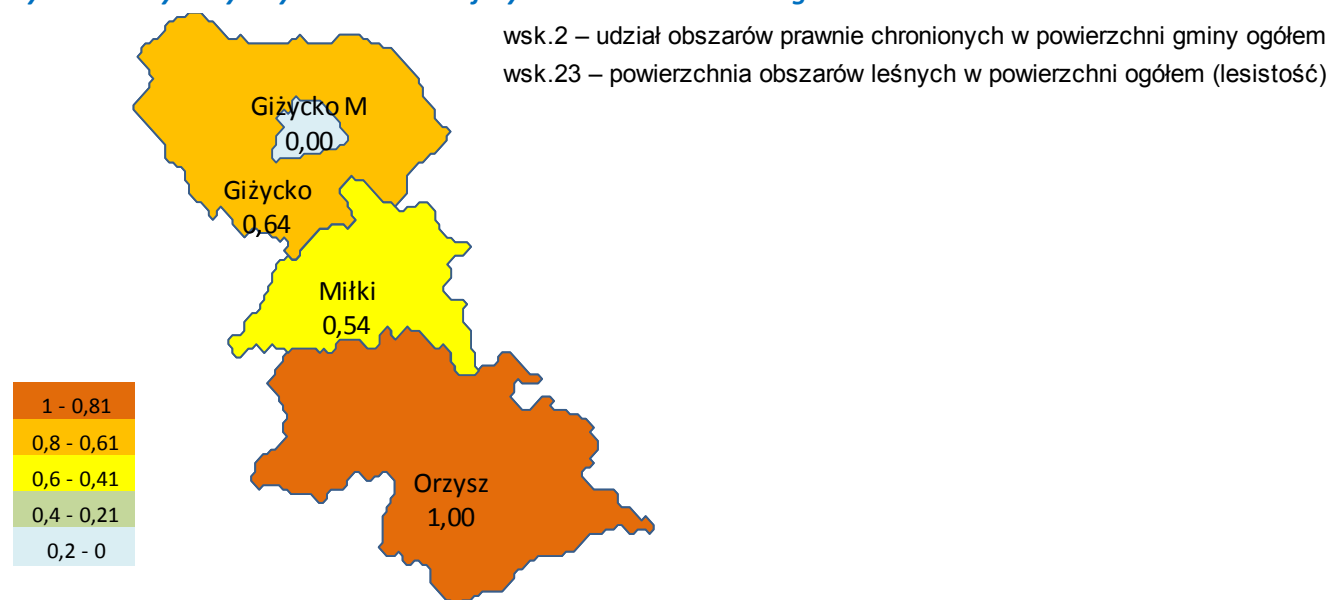 wsk.2 – udział obszarów prawnie chronionych w powierzchni gminy ogółem
wsk.23 – powierzchnia obszarów leśnych w powierzchni ogółem (lesistość)
Giżycko M
0,00
Giżycko
0,64
Miłki
0,54
Orzysz
1,00
1 - 0,81
0,8 - 0,61
0,6 - 0,41
0,4 - 0,21
0,2 - 0